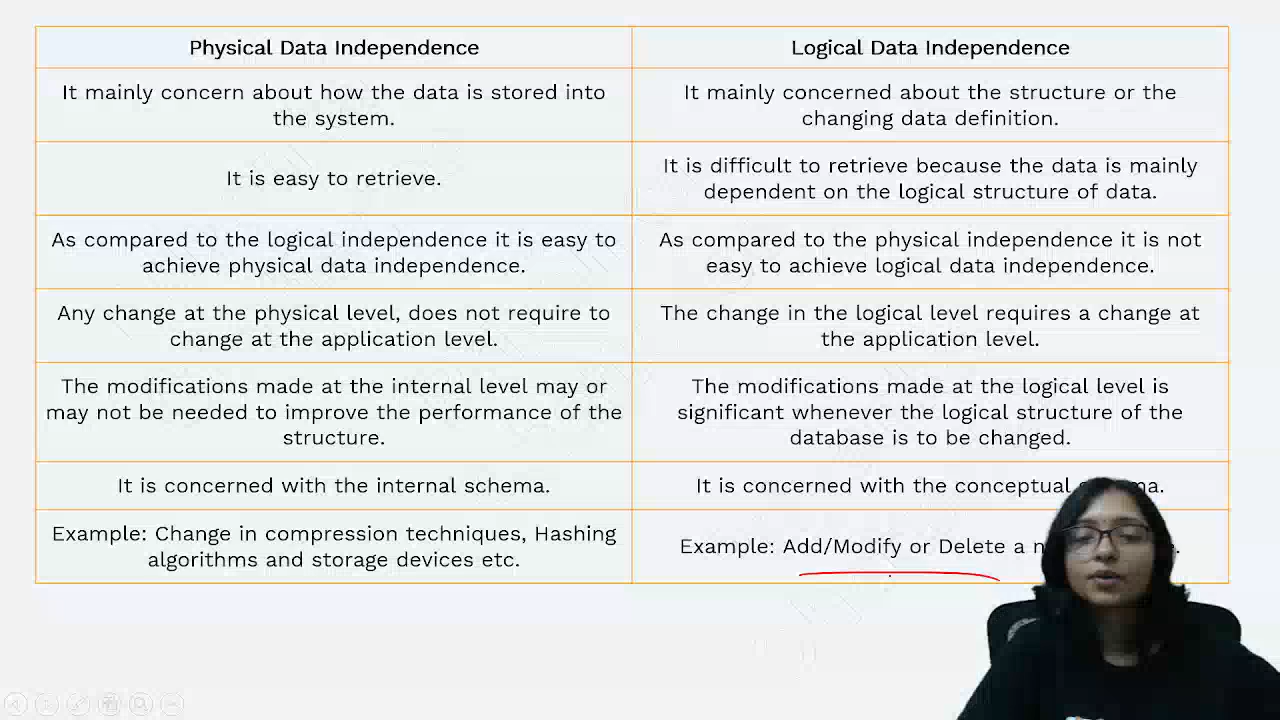 Physical Data Independence
Logical Data Independence
It mainly concern about how the data is stored into
the system.
It mainly concerned about the structure or the
changing data definition.
It is easy to retrieve.
It is difficult to retrieve because the data is mainly
dependent on the logical structure of data.
As compared to the logical independence it is easy to
achieve physical data independence.
As compared to the physical independence it is not
easy to achieve logical data independence.
Any change at the physical level, does not require to
change at the application level.
The change in the logical level requires a change at
the application level.
The modifications made at the internal level may or
may not be needed to improve the performance of the
structure.
The modifications made at the logical level is
significant whenever the logical structure of the
database is to be changed.
It is concerned with the internal schema.
It is concerned with the conceptual
Example: Change in compression techniques, Hashing
algorithms and storage devices etc.
Example: Add/Modify or Delete a